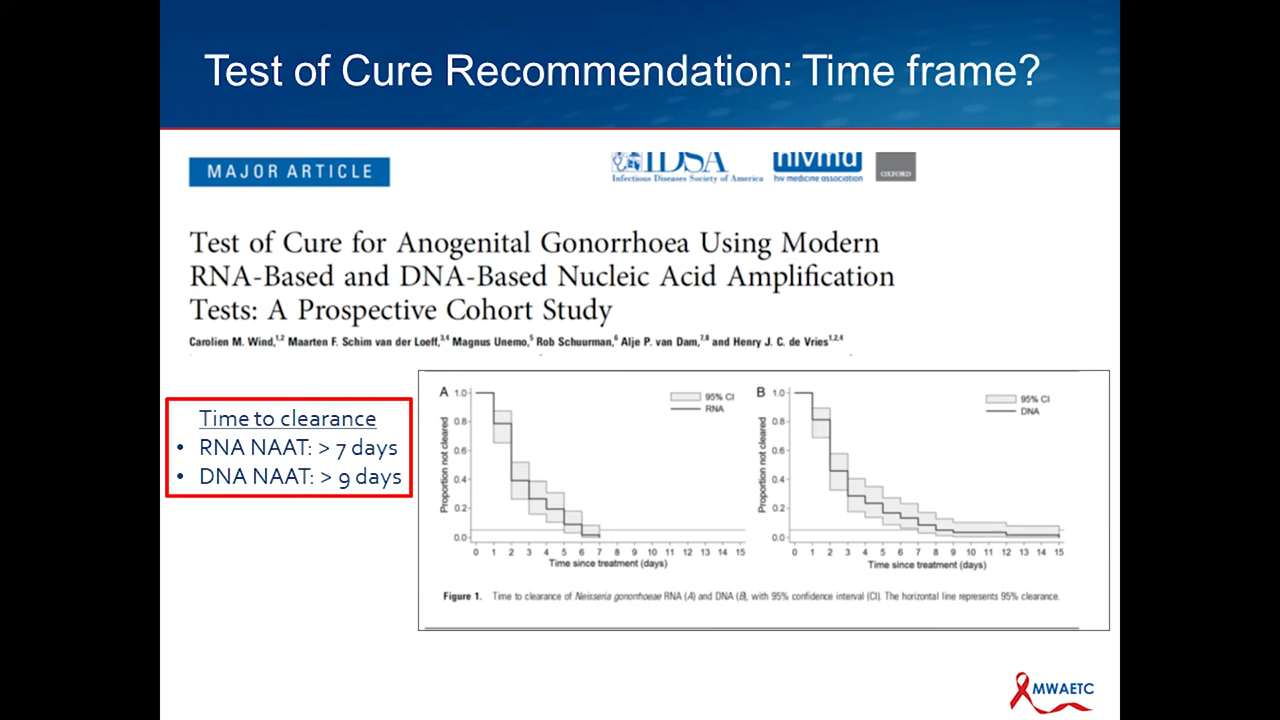 Test of Cure Recommendation: Time frame?
MAJOR ARTICLE
IDSA
Infectious Diseases Society of America
hivma
hiv medicine association
OXFORD
Test of Cure for Anogenital Gonorrhoea Using Modern
RNA-Based and DNA-Based Nucleic Acid Amplification
Tests: A Prospective Cohort Study
Carolien M. Wind,1,2 Maarten F. Schim van der Loeff,3,4 Magnus Unemo,5 Rob Schuurman,6 Alje P. van Dam,7,8 and Henry J. C. de Vries1,2,4
Time to clearance
• RNA NAAT: > 7 days
• DNA NAAT: > 9 days
A
1.0
0.8
0.6
0.4
0.2
0.0
Proportion not cleared
95% CI
RNA
0 1 2 3 4 5 6 7 8 9 10 11 12 13 14 15
Time since treatment (days)
B
1.0
0.8
0.6
0.4
0.2
0.0
Proportion not cleared
95% CI
DNA
0 1 2 3 4 5 6 7 8 9 10 11 12 13 14 15
Time since treatment (days)
Figure 1. Time to clearance of Neisseria gonorrhoeae RNA (A) and DNA (B), with 95% confidence interval (CI). The horizontal line represents 95% clearance.
MWAETC